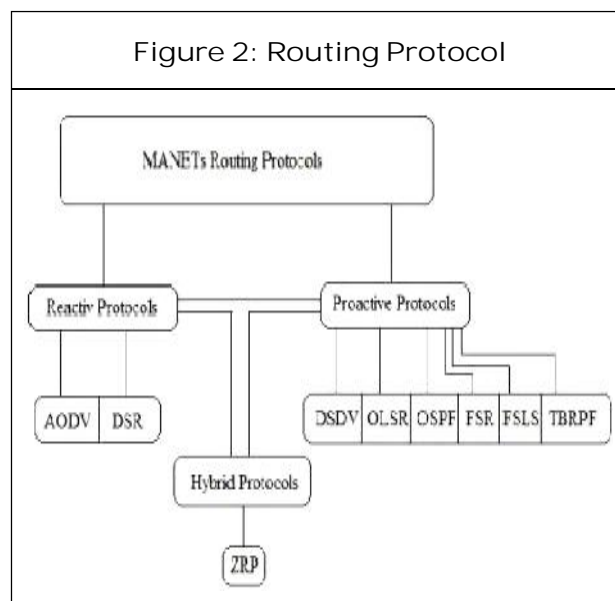 Figure 2: Routing Protocol
MANETs Routing Protocols
Reactiv Protocols
Proactive Protocols
AODV DSR
DSDV OLSR OSPF FSR FSLS TBRPF
Hybrid Protocols
ZRP